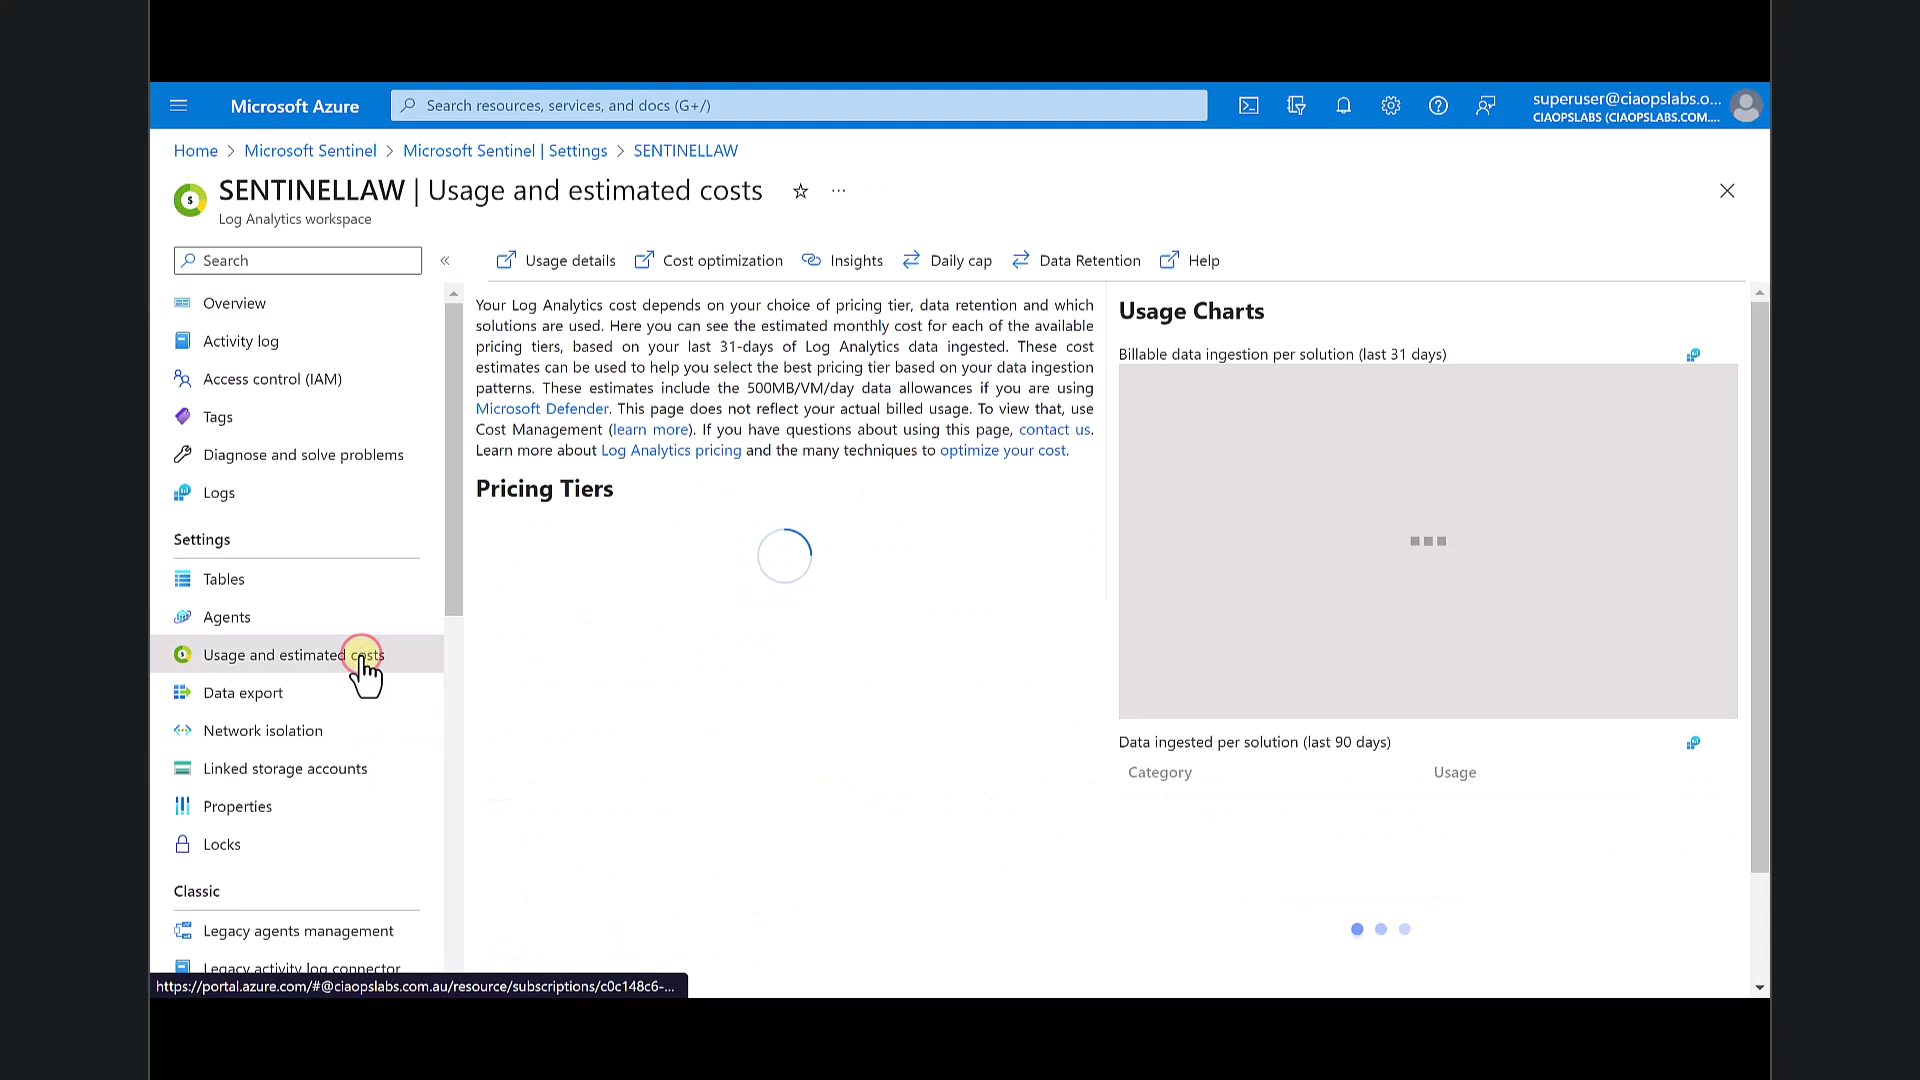 Microsoft Azure
Search resources, services, and docs (G+/)
superuser@ciaopslabs.o...
CIAOPSLABS (CIAOPSLABS.COM....
Home > Microsoft Sentinel > Microsoft Sentinel | Settings > SENTINELLAW
SENTINELLAW | Usage and estimated costs
Log Analytics workspace
Search
Overview
Activity log
Access control (IAM)
Tags
Diagnose and solve problems
Logs
Settings
Tables
Agents
Usage and estimated costs
Data export
Network isolation
Linked storage accounts
Properties
Locks
Classic
Legacy agents management
Legacy activity log connector
Usage details
Cost optimization
Insights
Daily cap
Data Retention
Help
Your Log Analytics cost depends on your choice of pricing tier, data retention and which
solutions are used. Here you can see the estimated monthly cost for each of the available
pricing tiers, based on your last 31-days of Log Analytics data ingested. These cost
estimates can be used to help you select the best pricing tier based on your data ingestion
patterns. These estimates include the 500MB/VM/day data allowances if you are using
Microsoft Defender. This page does not reflect your actual billed usage. To view that, use
Cost Management (learn more). If you have questions about using this page, contact us.
Learn more about Log Analytics pricing and the many techniques to optimize your cost.
Pricing Tiers
Usage Charts
Billable data ingestion per solution (last 31 days)
Data ingested per solution (last 90 days)
Category
Usage
https://portal.azure.com/#@ciaopslabs.com.au/resource/subscriptions/c0c148c6-...